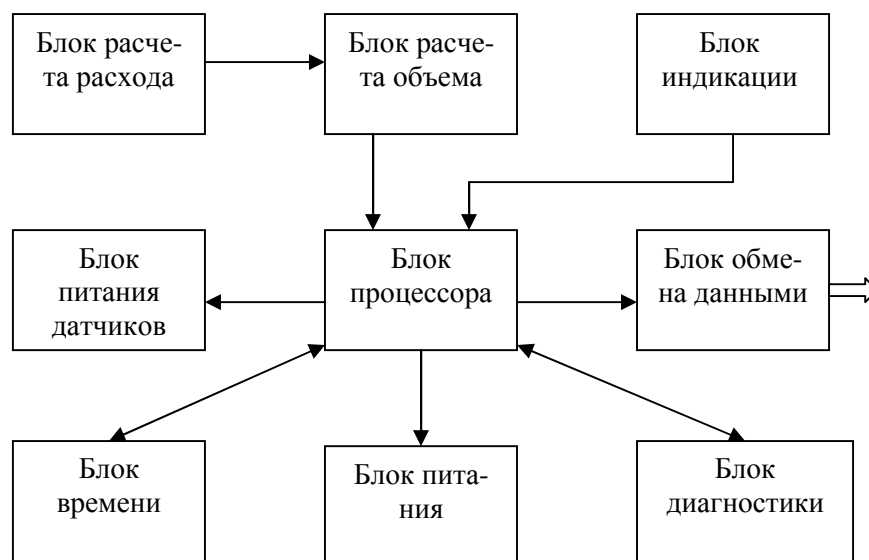 Блок расче-
та расхода
Блок расче-
та объема
Блок
индикации
Блок
питания
датчиков
Блок
процессора
Блок обме-
на данными
Блок
времени
Блок пита-
ния
Блок
диагностики